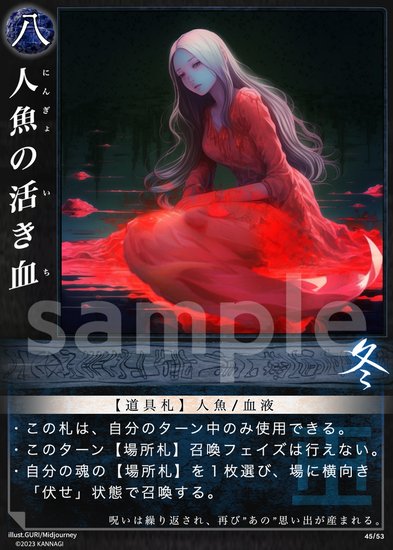 八
人魚の活き血
にんぎょ い ち
sample
冬
【道具札】人魚/血液
・この札は、自分のターン中のみ使用できる。
・このターン【場所札】召喚フェイズは行えない。
・自分の魂の【場所札】を1枚選び、場に横向き
「伏せ」状態で召喚する。
呪いは繰り返され、再び"あの"思い出が産まれる。
illust.GURI/Midjourney
45/53
©2023 KANNAGI